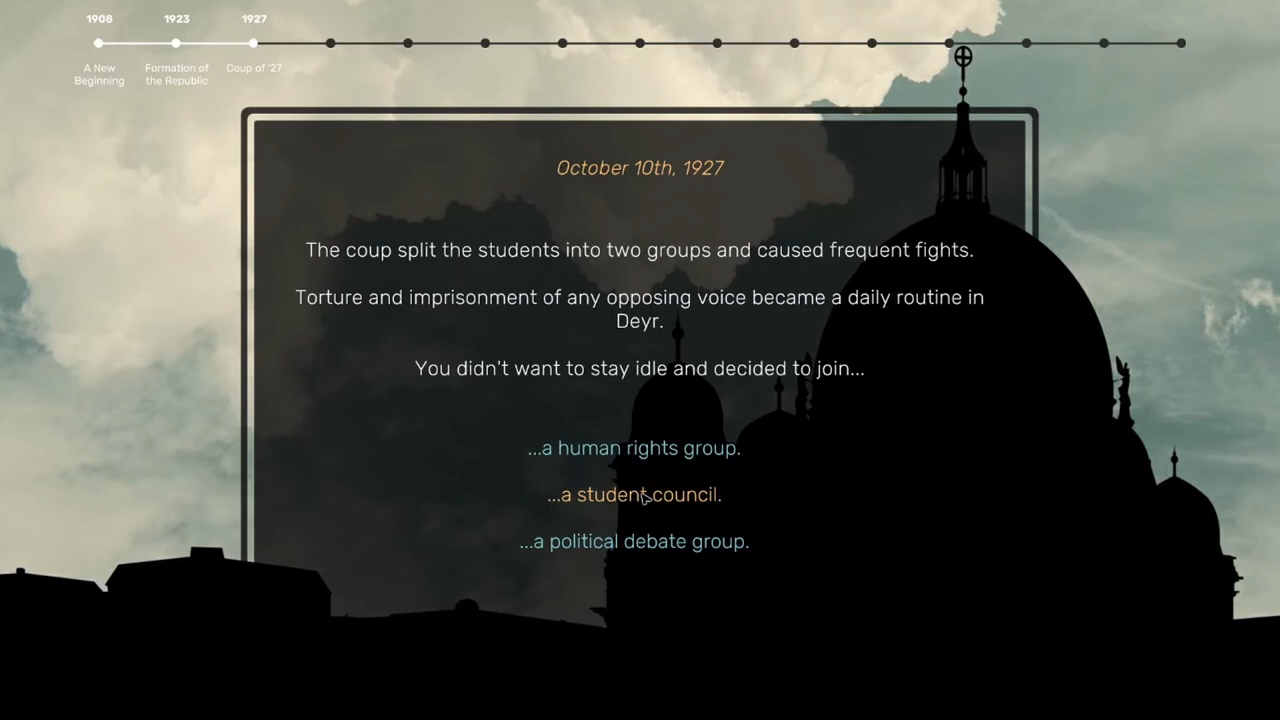 1908
1923
1927
A New
Beginning
Formation of
the Republic
Coup of '27
October 10th, 1927
The coup split the students into two groups and caused frequent fights.
Torture and imprisonment of any opposing voice became a daily routine in
Deyr.
You didn't want to stay idle and decided to join...
...a human rights group.
...a student council.
...a political debate group.